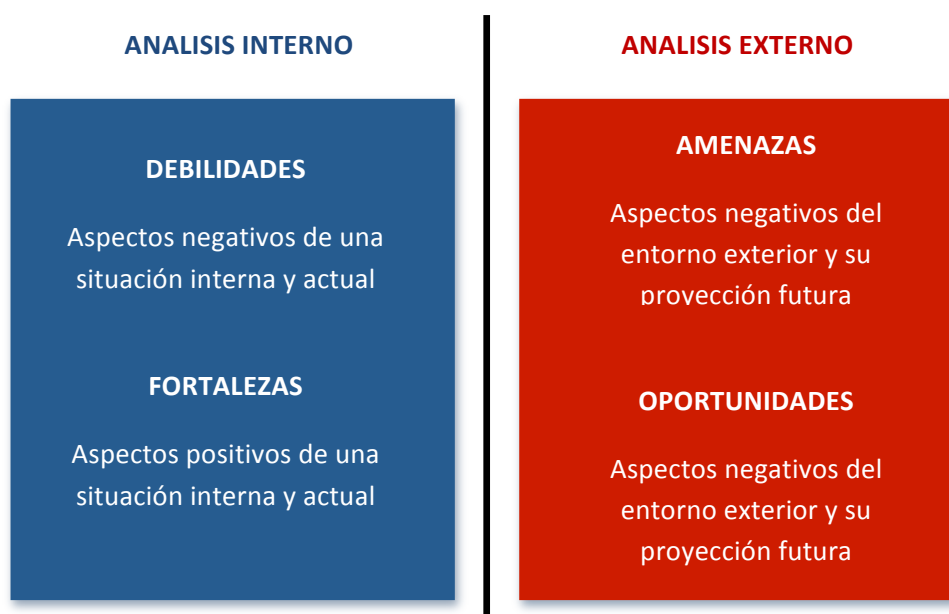 ANALISIS INTERNO
DEBILIDADES
Aspectos negativos de una
situación interna y actual
FORTALEZAS
Aspectos positivos de una
situación interna y actual
ANALISIS EXTERNO
AMENAZAS
Aspectos negativos del
entorno exterior y su
proyección futura
OPORTUNIDADES
Aspectos negativos del
entorno exterior y su
proyección futura